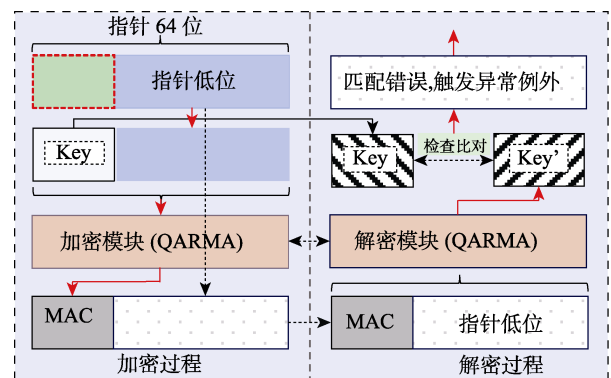 指针 64 位
指针低位
Key
加密模块 (QARMA)
MAC
加密过程
匹配错误,触发异常例外
Key
检查比对
Key’
解密模块 (QARMA)
MAC
指针低位
解密过程